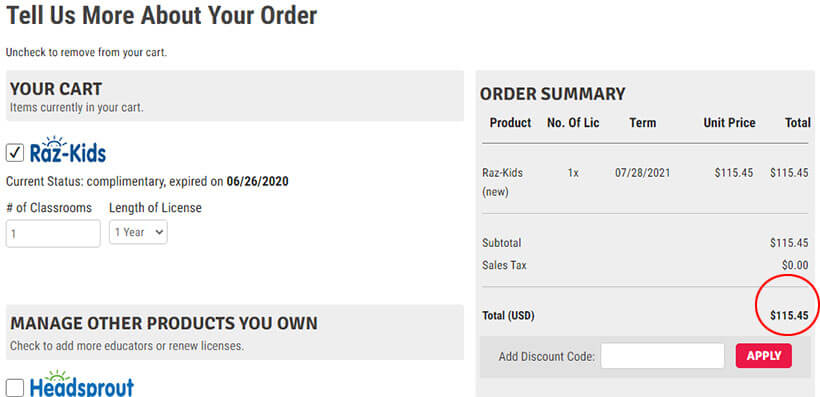 Tell Us More About Your Order
Uncheck to remove from your cart.
YOUR CART
Items currently in your cart.
Raz-Kids
Current Status: complimentary, expired on 06/26/2020
# of Classrooms Length of License
1 1 Year
MANAGE OTHER PRODUCTS YOU OWN
Check to add more educators or renew licenses.
Headsprout
ORDER SUMMARY
Product No. Of Lic Term Unit Price Total
Raz-Kids 1x 07/28/2021 $115.45 $115.45
(new)
Subtotal $115.45
Sales Tax $0.00
Total (USD) $115.45
Add Discount Code: APPLY